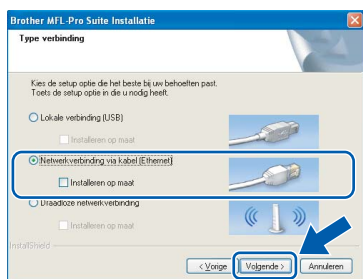 Brother MFL-Pro Suite Installatie
Type verbinding
Kies de setup optie die het beste bij uw behoeften past.
Toets de setup optie in die u nodig heeft.
Lokale verbinding (USB)
Installeren op maat
Netwerkverbinding via kabel (Ethernet)
Installeren op maat
Draadloze netwerkverbinding
Installeren op maat
InstallShield
< Vorige Volgende > Annuleren